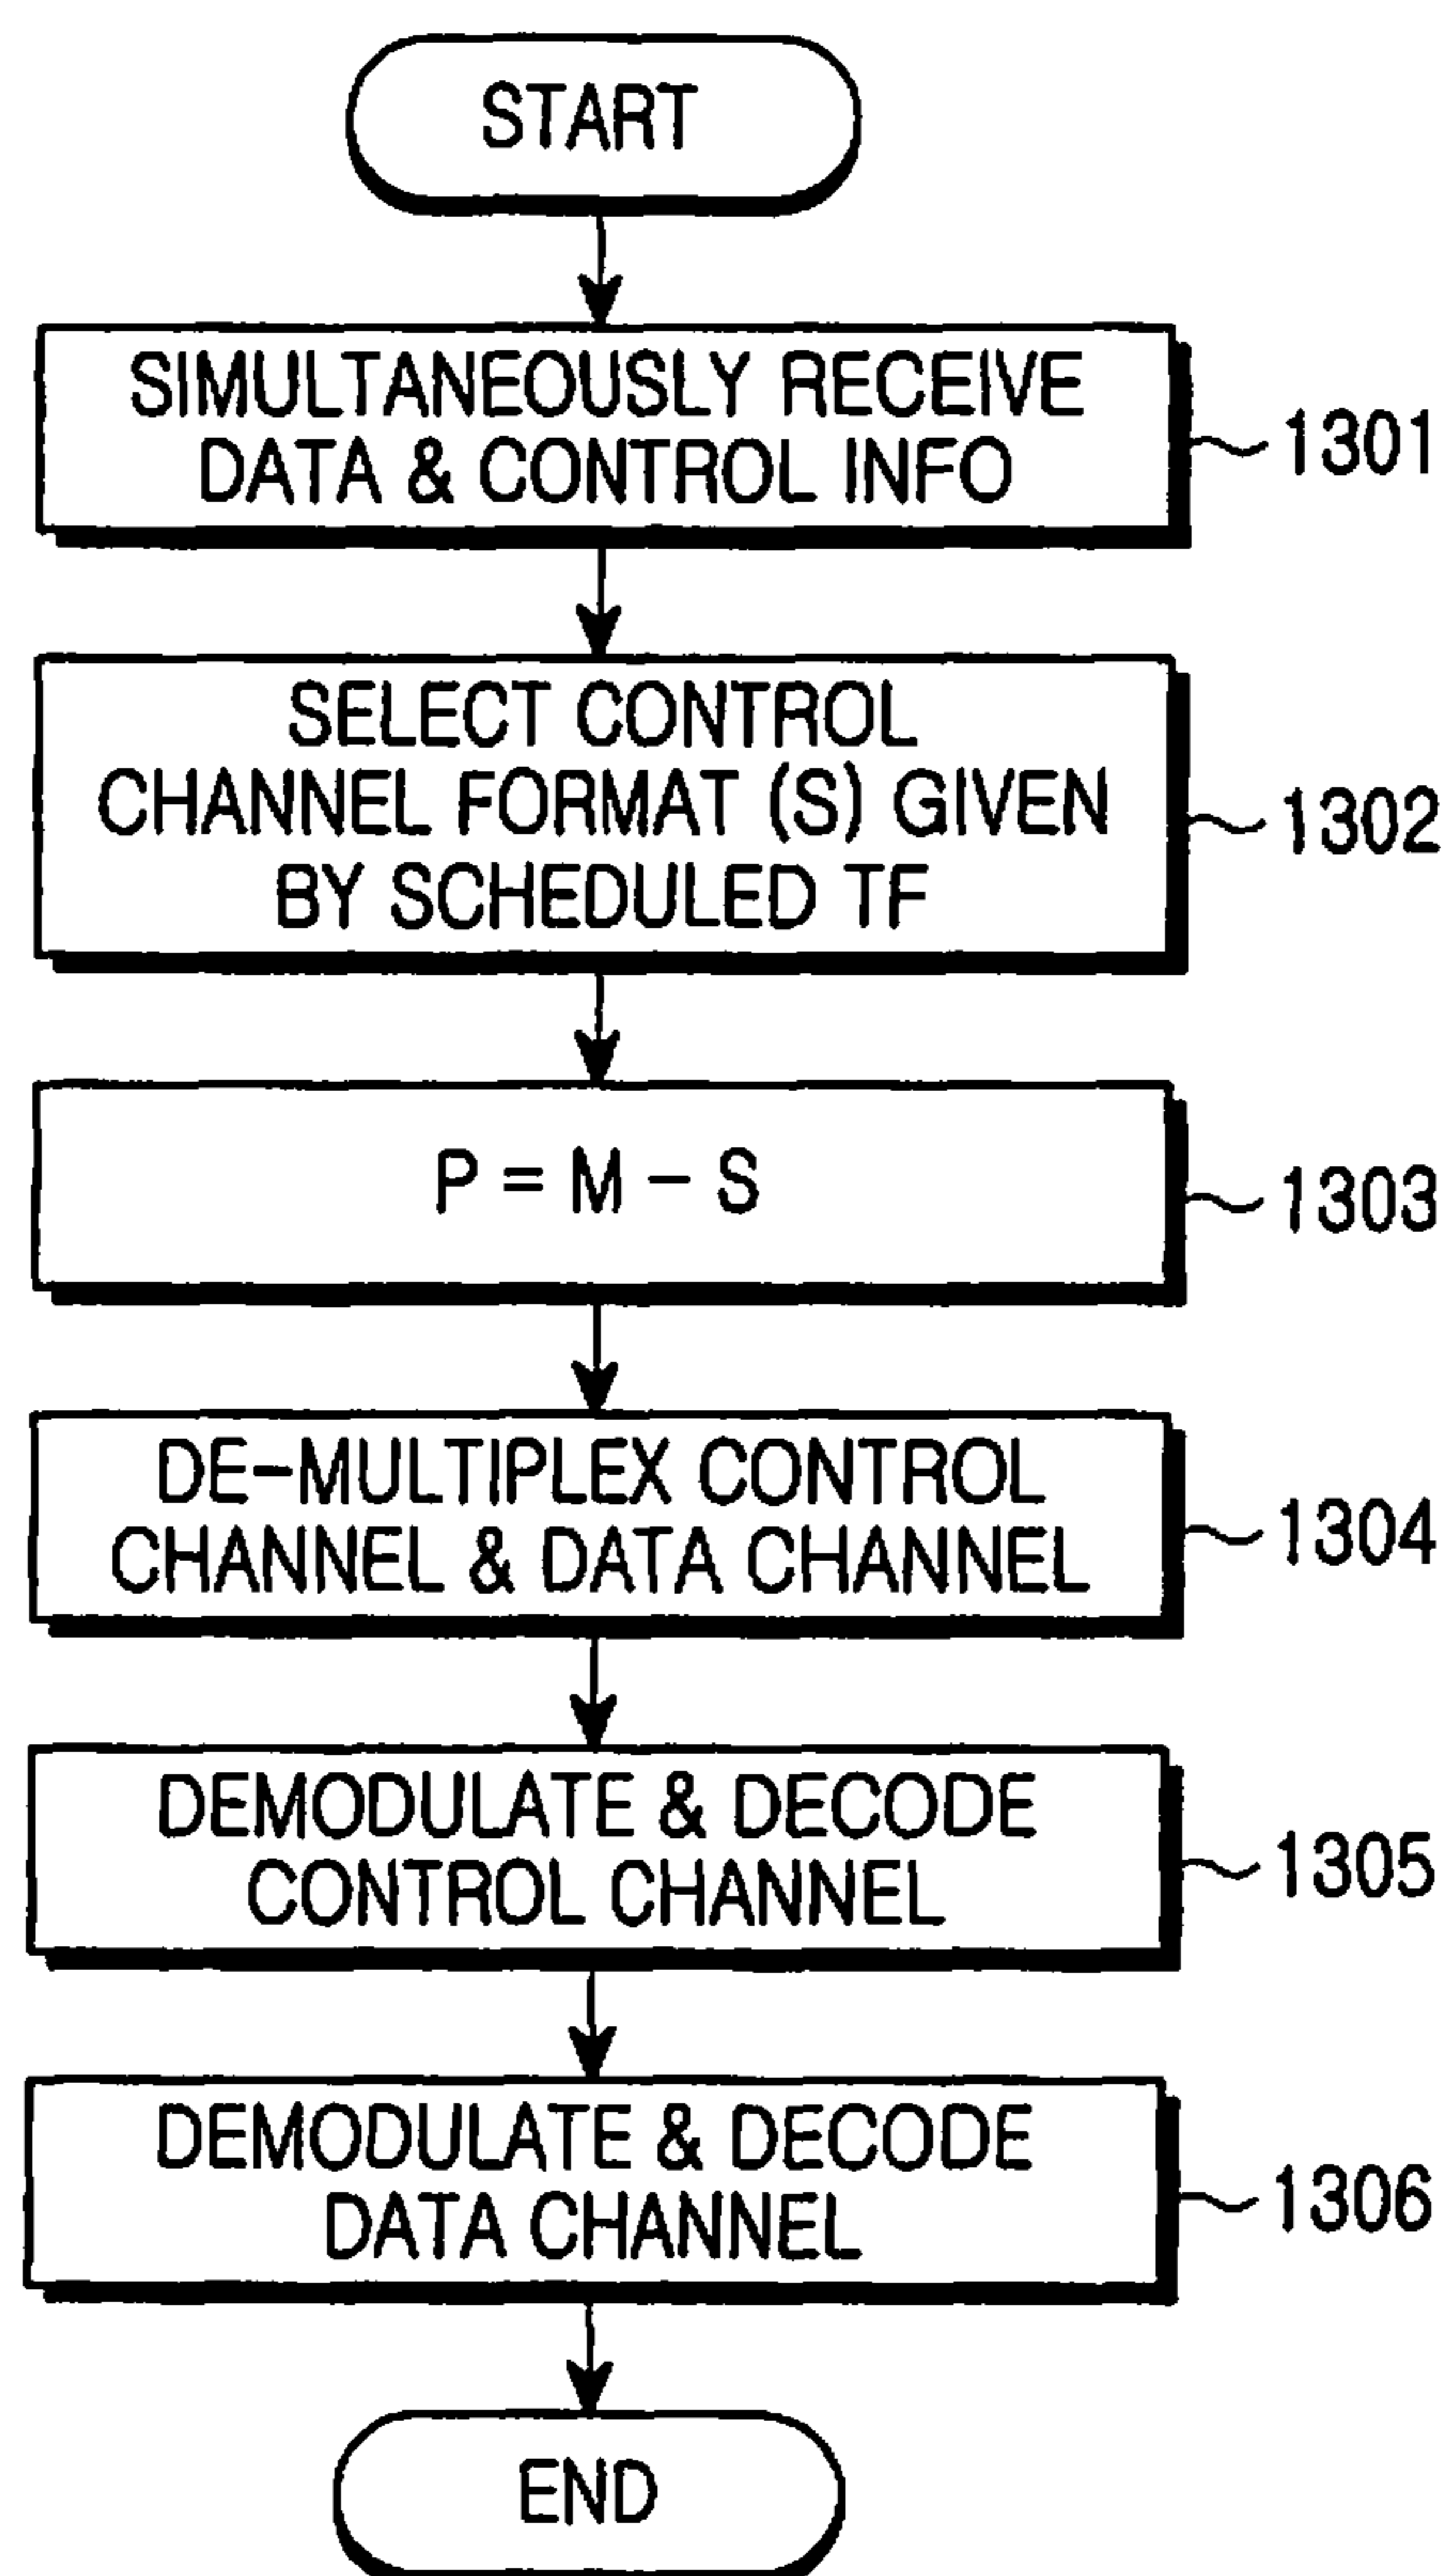 START
SIMULTANEOUSLY RECEIVE
DATA & CONTROL INFO
1301
SELECT CONTROL
CHANNEL FORMAT (S) GIVEN
BY SCHEDULED TF
1302
P = M - S
1303
DE-MULTIPLEX CONTROL
CHANNEL & DATA CHANNEL
1304
DEMODULATE & DECODE
CONTROL CHANNEL
1305
DEMODULATE & DECODE
DATA CHANNEL
1306
END